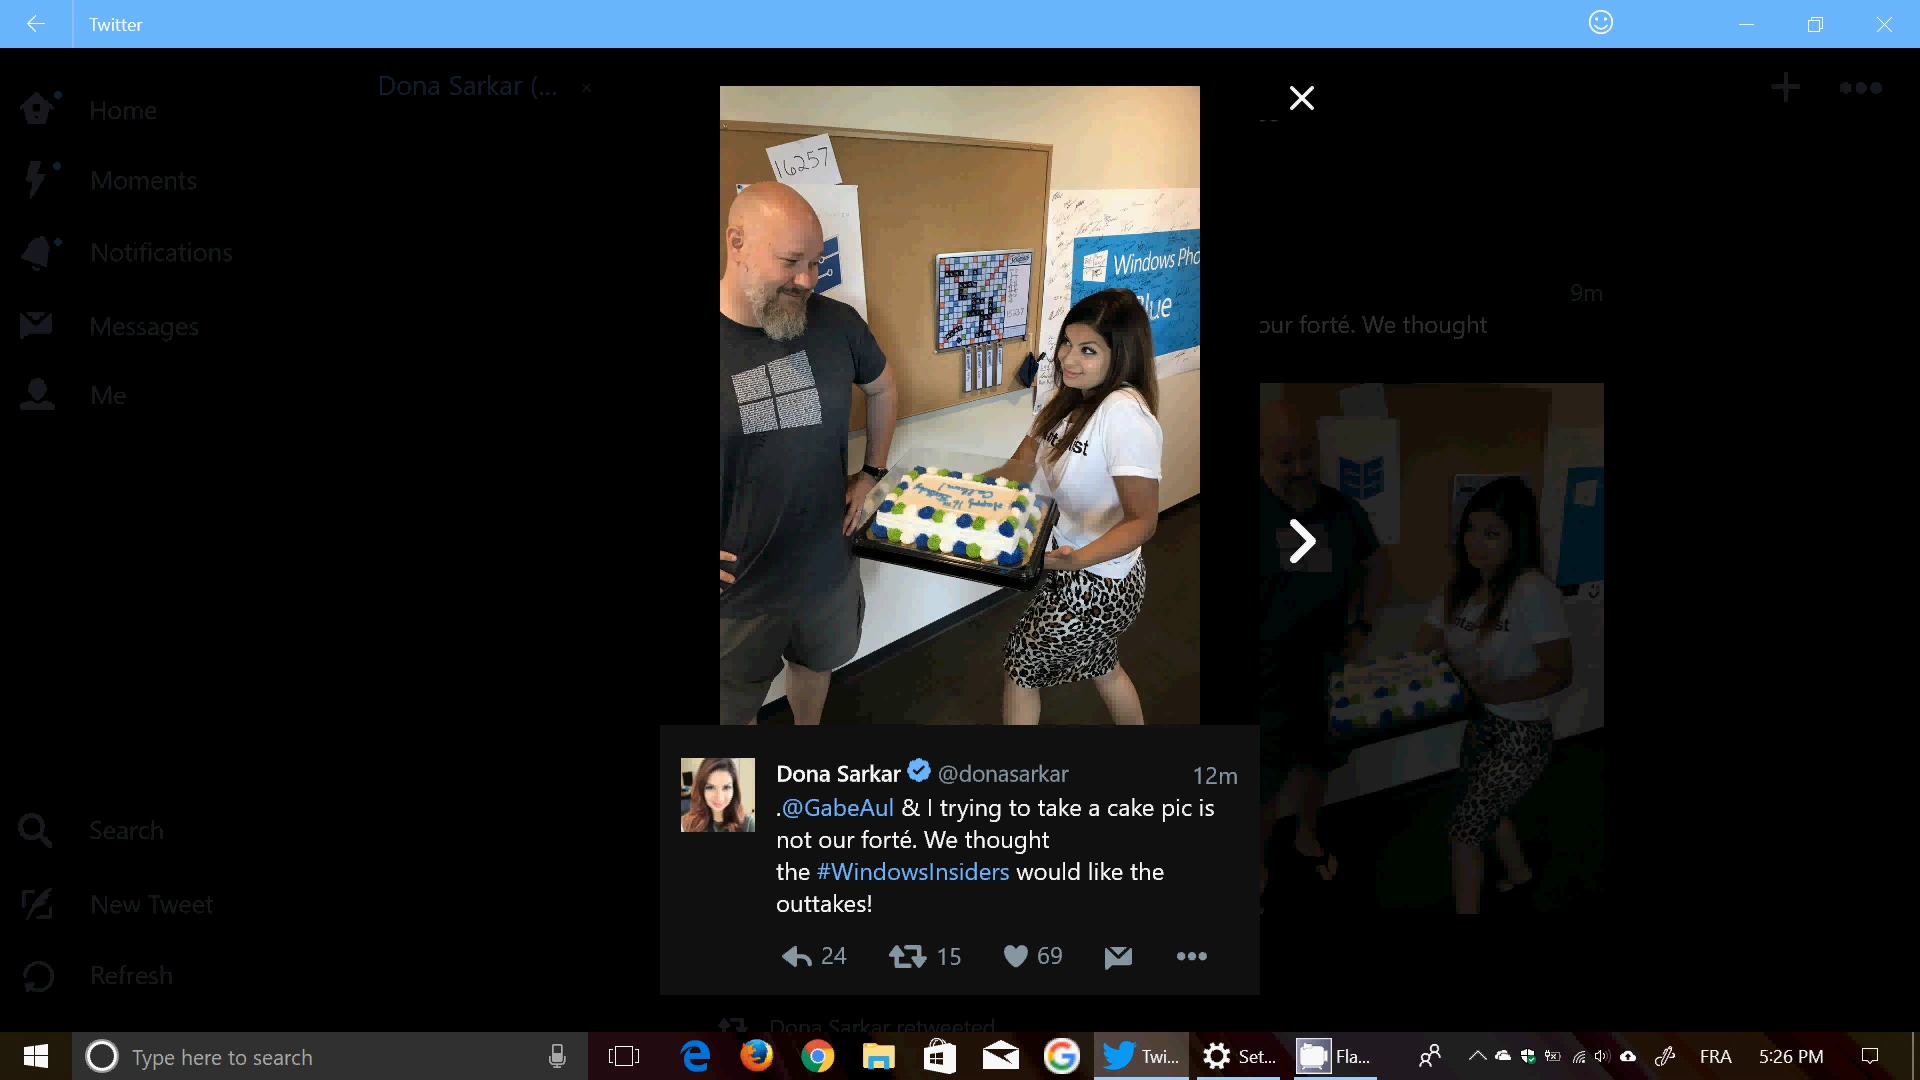 Twitter
Home
Dona Sarkar (...
Moments
Notifications
Messages
Me
16257
Windows Pho
Blue
9m
our forté. We thought
Dona Sarkar @donasarkar 12m
.@GabeAul & I trying to take a cake pic is
not our forté. We thought
the #WindowsInsiders would like the
outtakes!
24 15 69
Search
New Tweet
Refresh
Dona Sarkar retweeted
Type here to search
Twi...
Set...
Fla...
FRA
5:26 PM